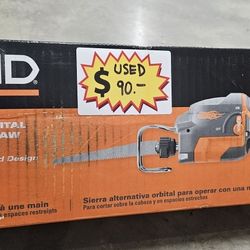 ID
USED
$ 90.-
ITAL
AW
d Design
à una main
Sierra alternativa orbital para operar con una m
Para cortar sobre la cabeza y en espacios estrechos
espaces restreints